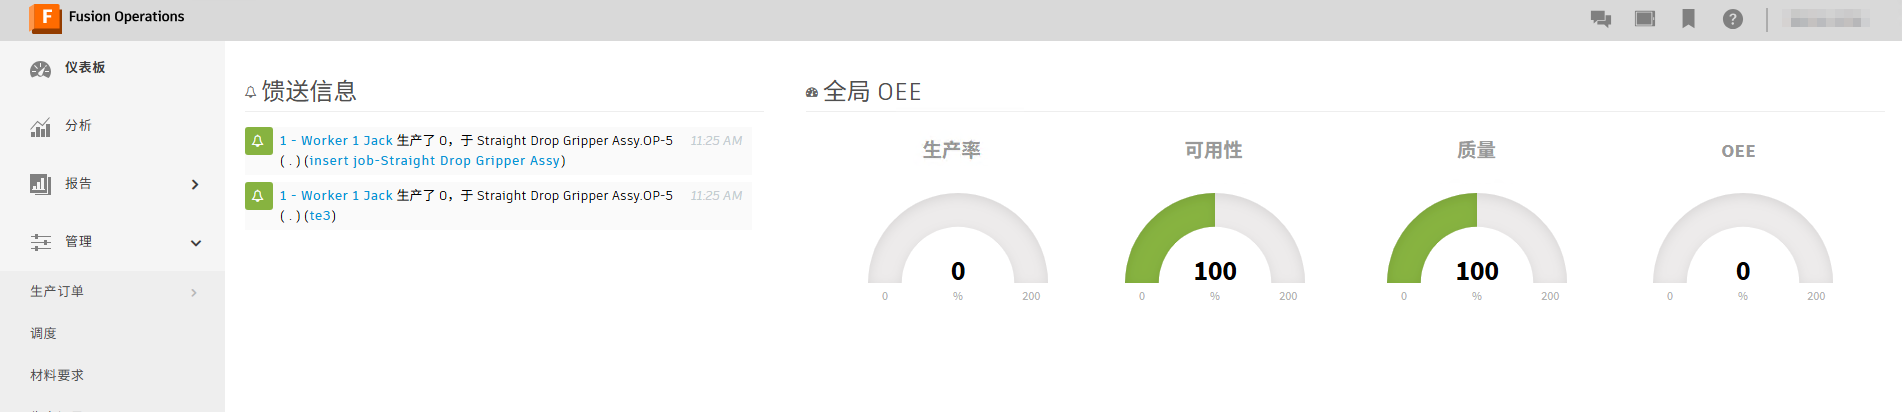 Fusion Operations
仪表板
分析
报告
管理
生产订单
调度
材料要求
馈送信息
1 - Worker 1 Jack 生产了 0，于 Straight Drop Gripper Assy.OP-5
( . ) (insert job-Straight Drop Gripper Assy)
11:25 AM
1 - Worker 1 Jack 生产了 0，于 Straight Drop Gripper Assy.OP-5
( . ) (te3)
11:25 AM
全局 OEE
生产率
0
0 % 200
可用性
100
0 % 200
质量
100
0 % 200
OEE
0
0 % 200